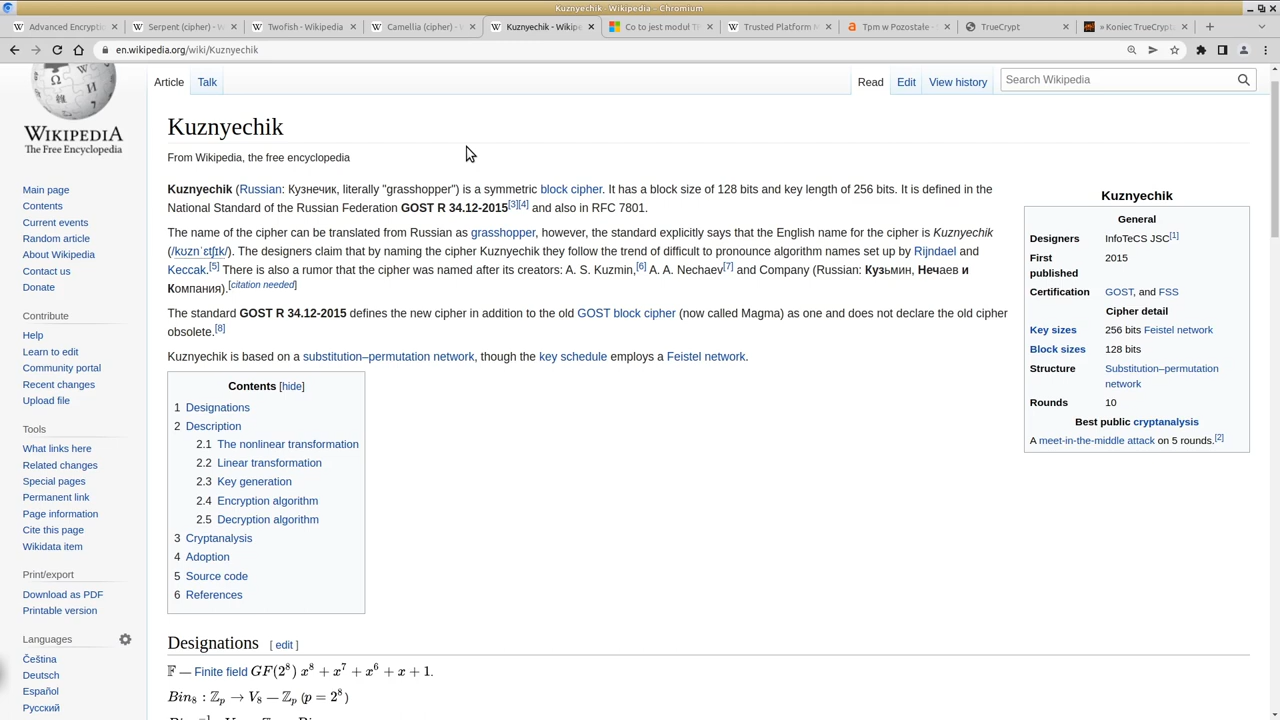 Kuznyechik - Wikipedia - Chromium
Advanced Encrypti
Serpent (cipher) - W
Twofish - Wikipedia
Camellia (cipher) - W
Kuznyechik - Wikipe
Co to jest moduł TP
Trusted Platform M
Tpm w Pozostałe - S
TrueCrypt
» Koniec TrueCrypt
en.wikipedia.org/wiki/Kuznyechik
WIKIPEDIA
The Free Encyclopedia
Article Talk
Read Edit View history
Search Wikipedia
Main page
Contents
Current events
Random article
About Wikipedia
Contact us
Donate
Contribute
Help
Learn to edit
Community portal
Recent changes
Upload file
Tools
What links here
Related changes
Special pages
Permanent link
Page information
Cite this page
Wikidata item
Print/export
Download as PDF
Printable version
Languages
Čeština
Deutsch
Español
Русский
Kuznyechik
From Wikipedia, the free encyclopedia
Kuznyechik (Russian: Кузнечик, literally "grasshopper") is a symmetric block cipher. It has a block size of 128 bits and key length of 256 bits. It is defined in the
National Standard of the Russian Federation GOST R 34.12-2015[3][4] and also in RFC 7801.
The name of the cipher can be translated from Russian as grasshopper, however, the standard explicitly says that the English name for the cipher is Kuznyechik
(/kʊznˈɛtʃɪk/). The designers claim that by naming the cipher Kuznyechik they follow the trend of difficult to pronounce algorithm names set up by Rijndael and
Keccak.[5] There is also a rumor that the cipher was named after its creators: A. S. Kuzmin,[6] A. A. Nechaev[7] and Company (Russian: Кузьмин, Нечаев и
Компания).[citation needed]
The standard GOST R 34.12-2015 defines the new cipher in addition to the old GOST block cipher (now called Magma) as one and does not declare the old cipher
obsolete.[8]
Kuznyechik is based on a substitution–permutation network, though the key schedule employs a Feistel network.
Contents [hide]
1 Designations
2 Description
2.1 The nonlinear transformation
2.2 Linear transformation
2.3 Key generation
2.4 Encryption algorithm
2.5 Decryption algorithm
3 Cryptanalysis
4 Adoption
5 Source code
6 References
Kuznyechik
General
Designers InfoTeCS JSC[1]
First 2015
published
Certification GOST, and FSS
Cipher detail
Key sizes 256 bits Feistel network
Block sizes 128 bits
Structure Substitution–permutation
network
Rounds 10
Best public cryptanalysis
A meet-in-the-middle attack on 5 rounds.[2]
Designations [ edit ]
𝔽 — Finite field GF(2⁸) x⁸ + x⁷ + x⁶ + x + 1.
Bin₈ : ℤₚ → V₈ — ℤₚ (p = 2⁸)